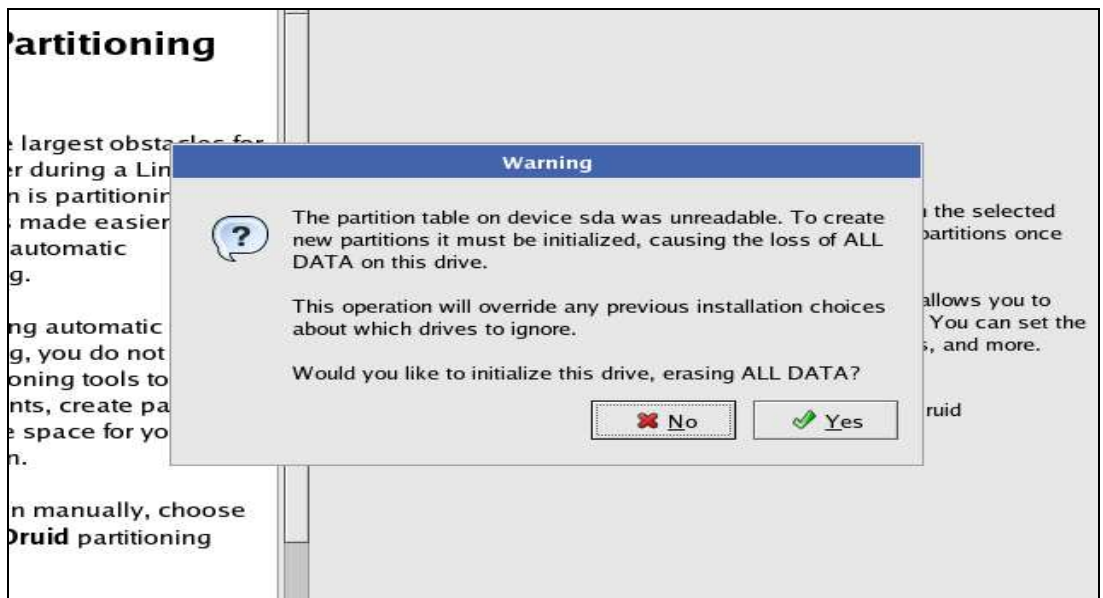 Partitioning
e largest obstacles for
er during a Lin
n is partitionin
s made easier
automatic
g.
ng automatic
g, you do not
oning tools to
nts, create pa
e space for yo
n.
n manually, choose
Druid partitioning
Warning
The partition table on device sda was unreadable. To create
new partitions it must be initialized, causing the loss of ALL
DATA on this drive.
This operation will override any previous installation choices
about which drives to ignore.
Would you like to initialize this drive, erasing ALL DATA?
No
Yes
the selected
partitions once
allows you to
You can set the
s, and more.
ruid